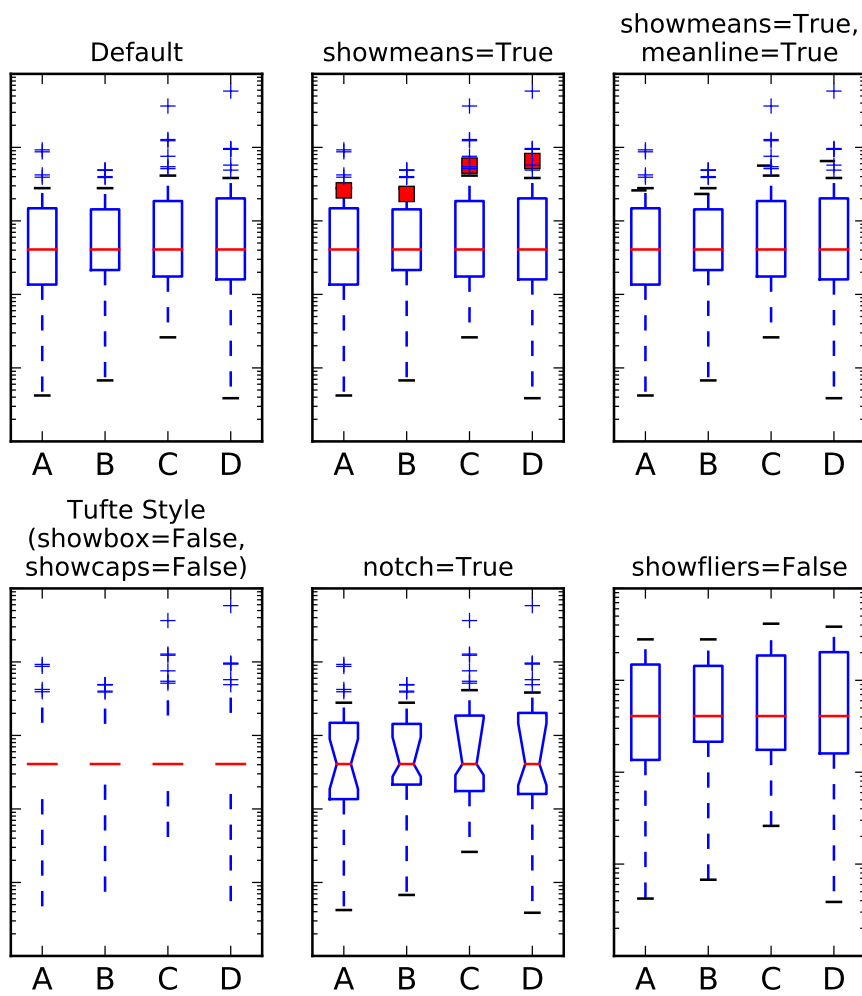 Default
showmeans=True
showmeans=True,
meanline=True
A B C D
A B C D
A B C D
Tufte Style
(showbox=False,
showcaps=False)
notch=True
showfliers=False
A B C D
A B C D
A B C D